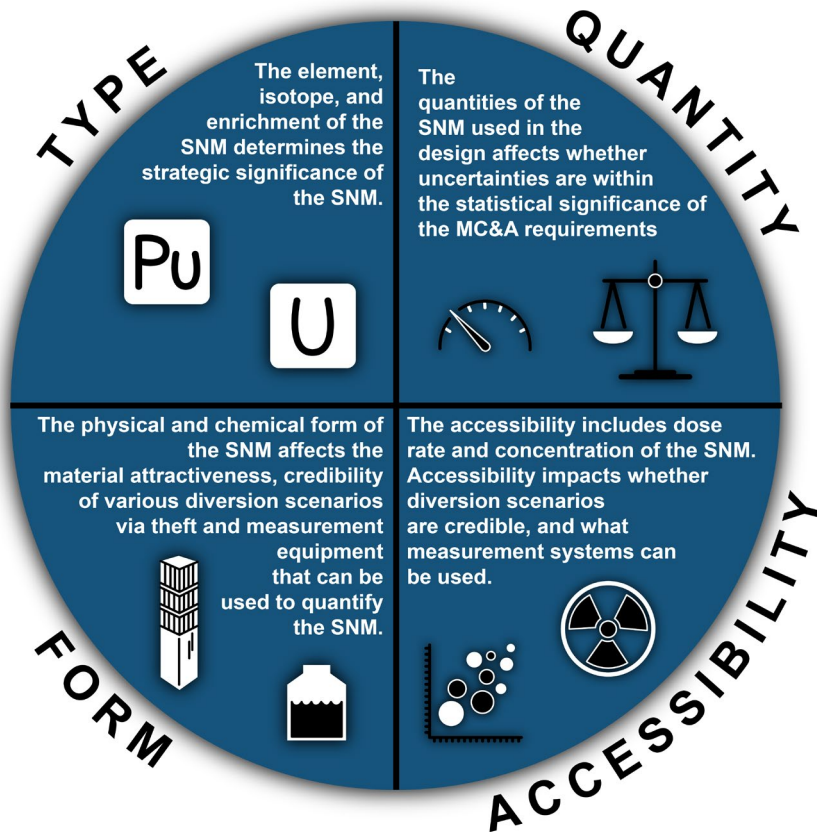 TYPE
The element,
isotope, and
enrichment of the
SNM determines the
strategic significance of
the SNM.
Pu
U
QUANTITY
The
quantities of the
SNM used in the
design affects whether
uncertainties are within
the statistical significance of
the MC&A requirements
FORM
The physical and chemical form of
the SNM affects the
material attractiveness, credibility
of various diversion scenarios
via theft and measurement
equipment
that can be
used to quantify
the SNM.
ACCESSIBILITY
The accessibility includes dose
rate and concentration of the SNM.
Accessibility impacts whether
diversion scenarios
are credible, and what
measurement systems can
be used.